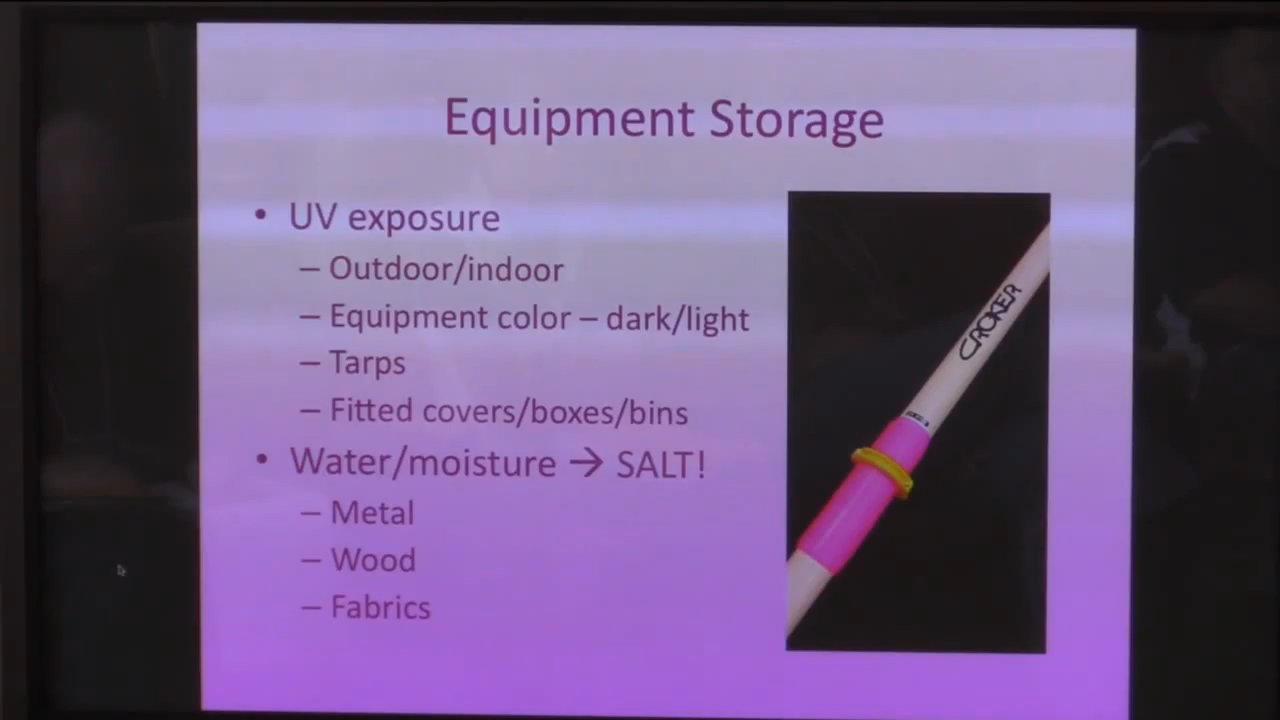 Equipment Storage
• UV exposure
– Outdoor/indoor
– Equipment color – dark/light
– Tarps
– Fitted covers/boxes/bins
• Water/moisture → SALT!
– Metal
– Wood
– Fabrics
CROKER